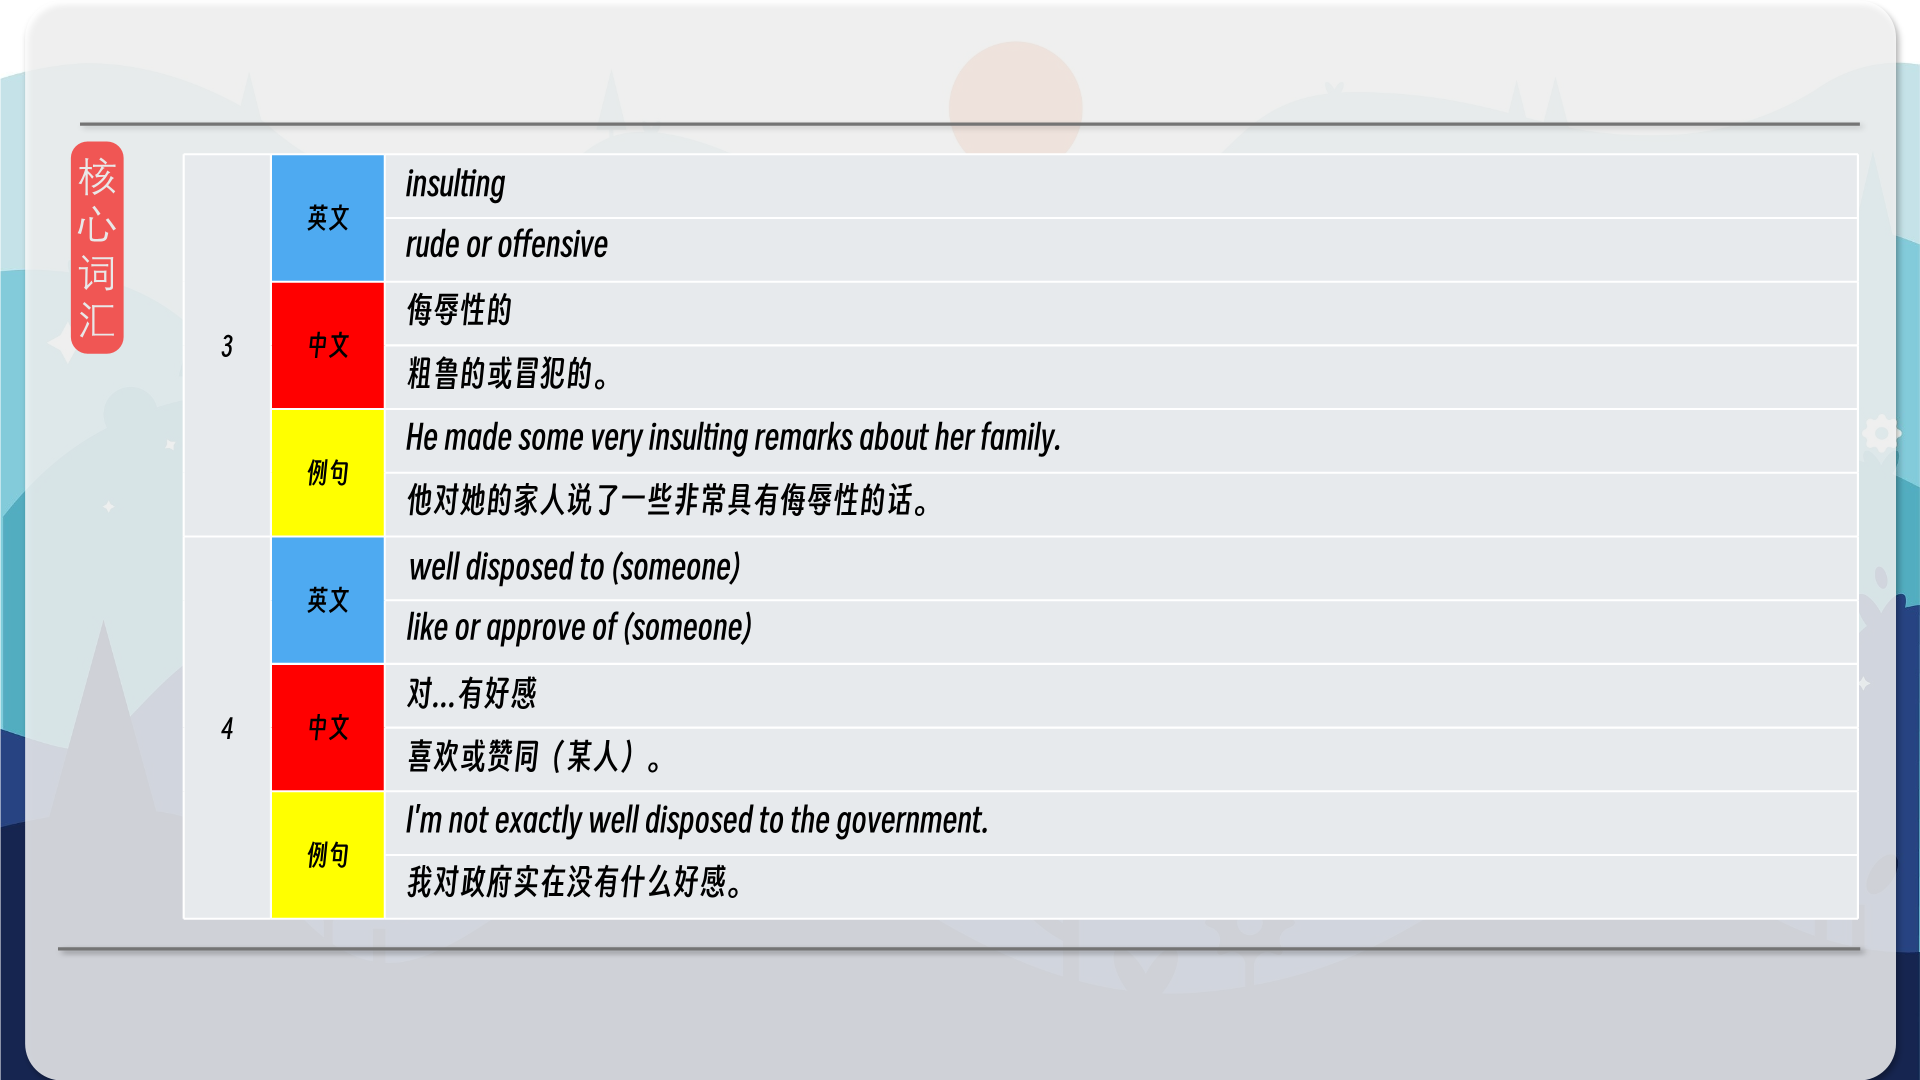 核
心
词
汇
3
英文
insulting
rude or offensive
中文
侮辱性的
粗鲁的或冒犯的。
例句
He made some very insulting remarks about her family.
他对她的家人说了一些非常具有侮辱性的话。
4
英文
well disposed to (someone)
like or approve of (someone)
中文
对...有好感
喜欢或赞同（某人）。
例句
I'm not exactly well disposed to the government.
我对政府实在没有什么好感。